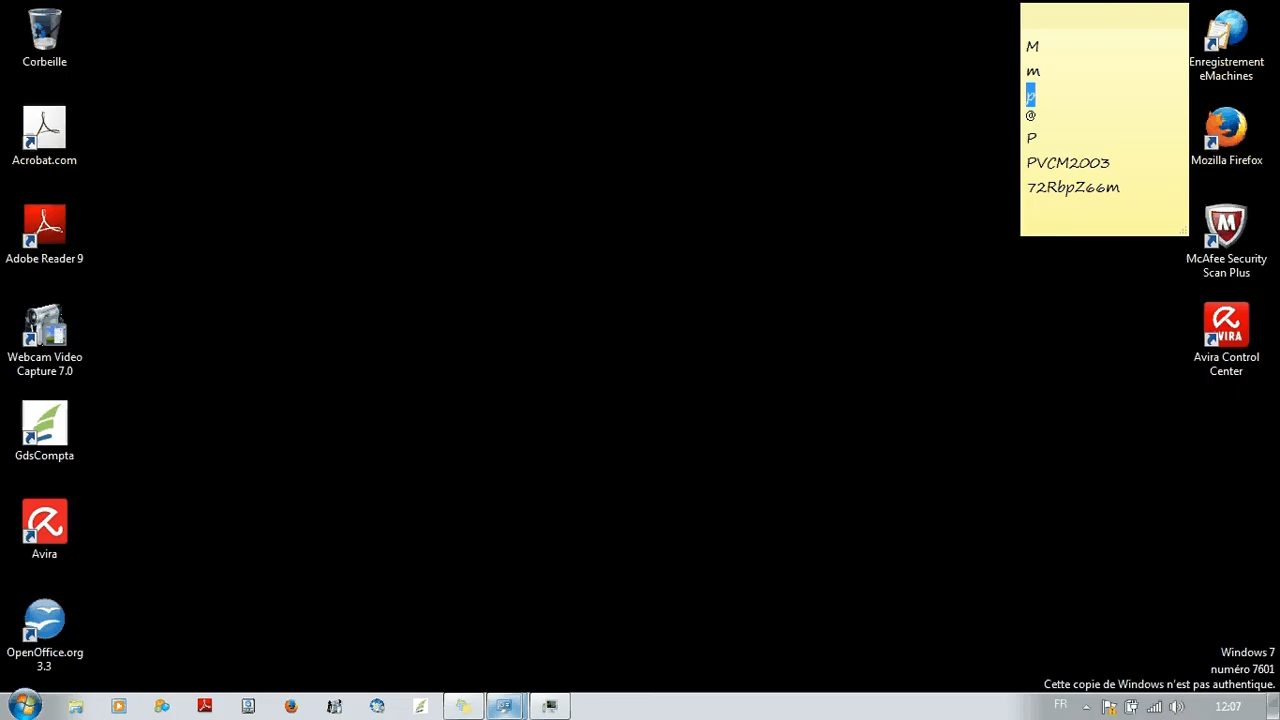 Corbeille
Acrobat.com
Adobe Reader 9
Webcam Video
Capture 7.0
GdsCompta
Avira
OpenOffice.org
3.3
M
m
p
@
P
PVCM2003
72RbpZ66m
Enregistrement
eMachines
Mozilla Firefox
McAfee Security
Scan Plus
VIRA
Avira Control
Center
Windows 7
numéro 7601
Cette copie de Windows n'est pas authentique.
FR
12:07